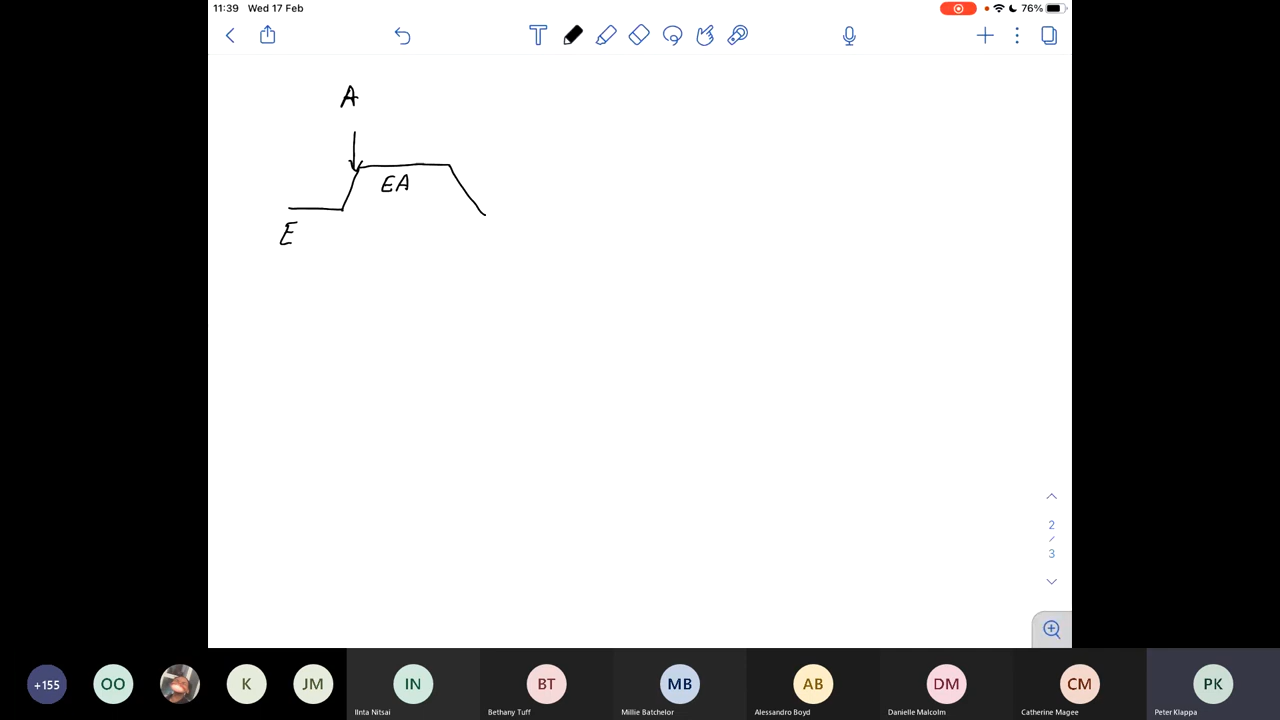 11:39 Wed 17 Feb 76%
T
A
EA
E
2
/
3
+155 OO K JM IN BT MB AB DM CM PK
Ilnta Nitsai Bethany Tuff Millie Batchelor Alessandro Boyd Danielle Malcolm Catherine Magee Peter Klappa